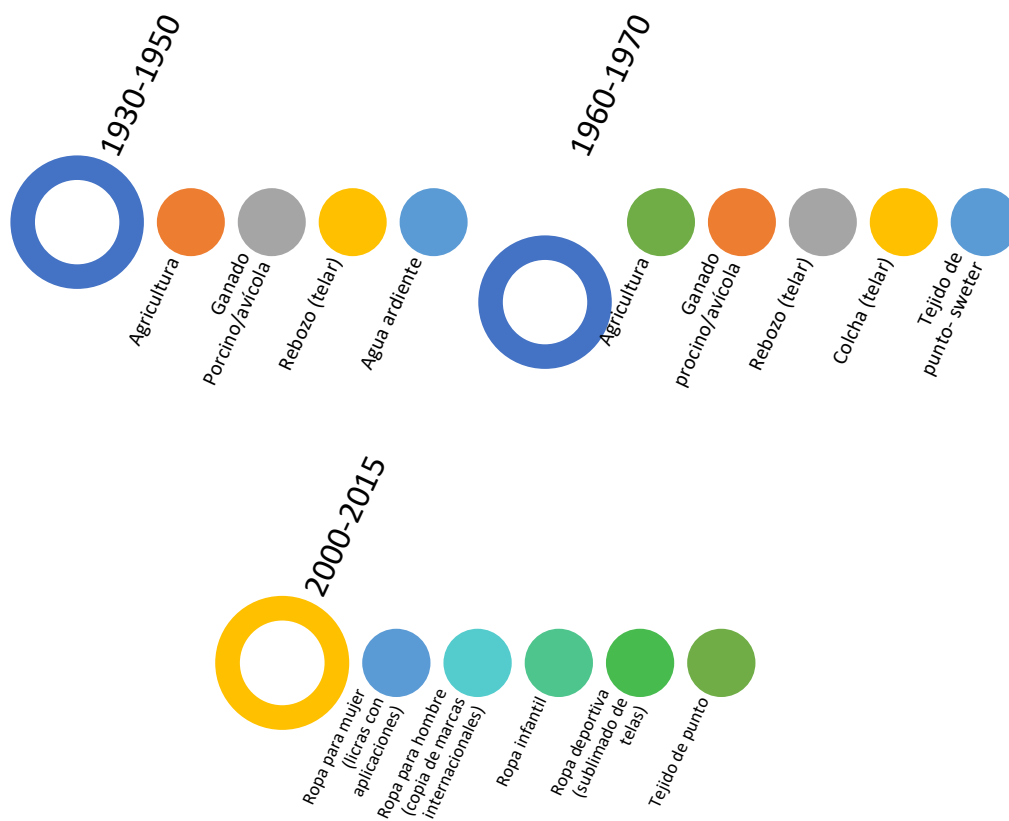 1930-1950
Agricultura
Ganado
Porcino/avícola
Rebozo (telar)
Agua ardiente
1960-1970
Agricultura
Ganado
procino/avícola
Rebozo (telar)
Colcha (telar)
Tejido de
punto- sweter
2000-2015
Ropa para mujer
(licras con
aplicaciones)
Ropa para hombre
(copia de marcas
internacionales)
Ropa infantil
Ropa deportiva
(sublimado de
telas)
Tejido de punto